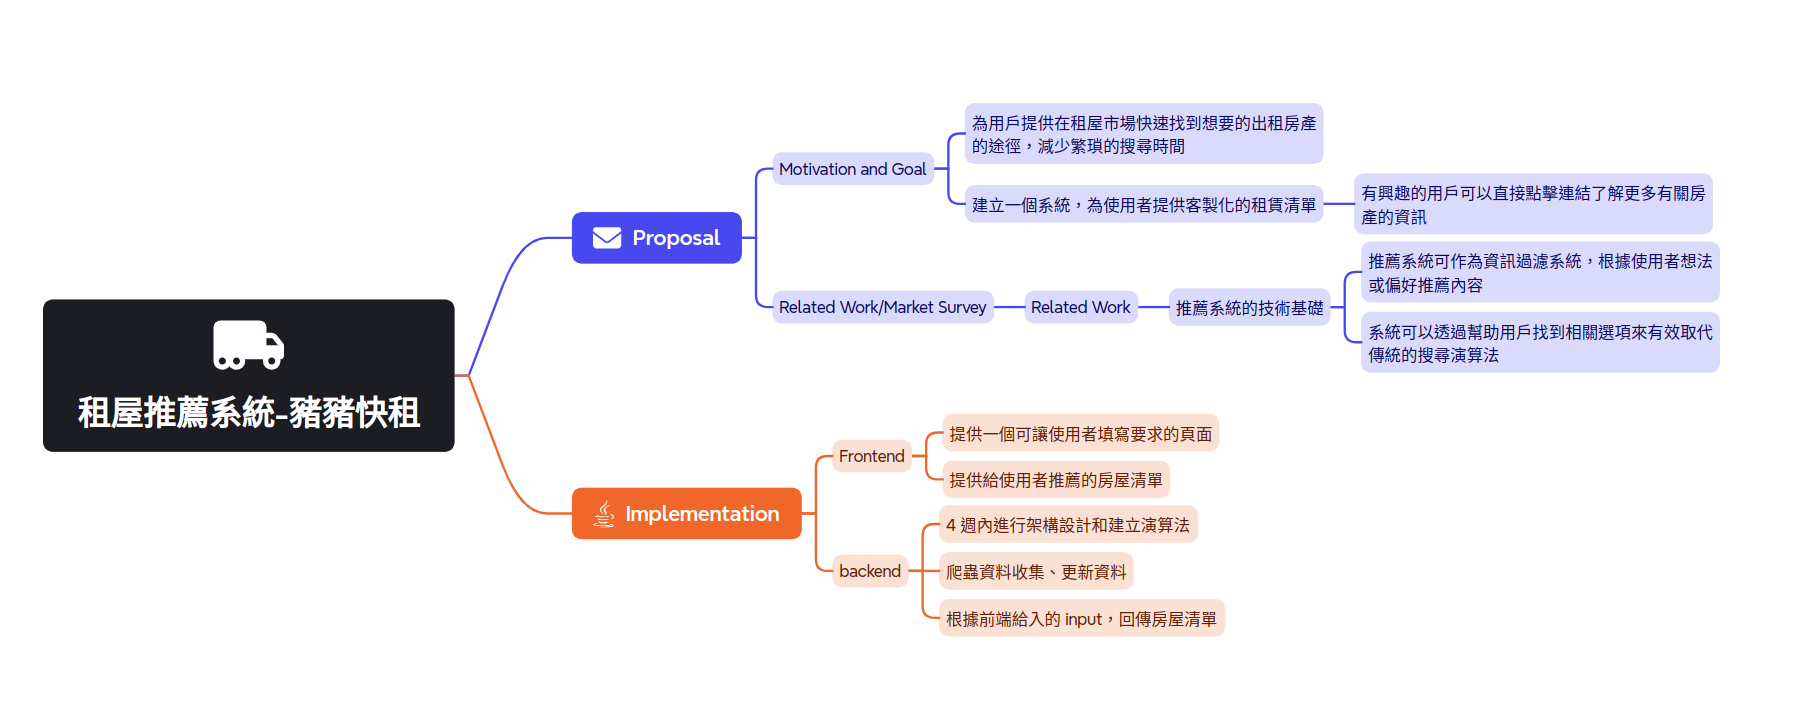 租屋推薦系統-豬豬快租
Proposal
Motivation and Goal
為用戶提供在租屋市場快速找到想要的出租房產
的途徑，減少繁瑣的搜尋時間
建立一個系統，為使用者提供客製化的租賃清單
有興趣的用戶可以直接點擊連結了解更多有關房
產的資訊
Related Work/Market Survey
Related Work
推薦系統的技術基礎
推薦系統可作為資訊過濾系統，根據使用者想法
或偏好推薦內容
系統可以透過幫助用戶找到相關選項來有效取代
傳統的搜尋演算法
Implementation
Frontend
提供一個可讓使用者填寫要求的頁面
提供給使用者推薦的房屋清單
backend
4 週內進行架構設計和建立演算法
爬蟲資料收集、更新資料
根據前端給入的 input，回傳房屋清單